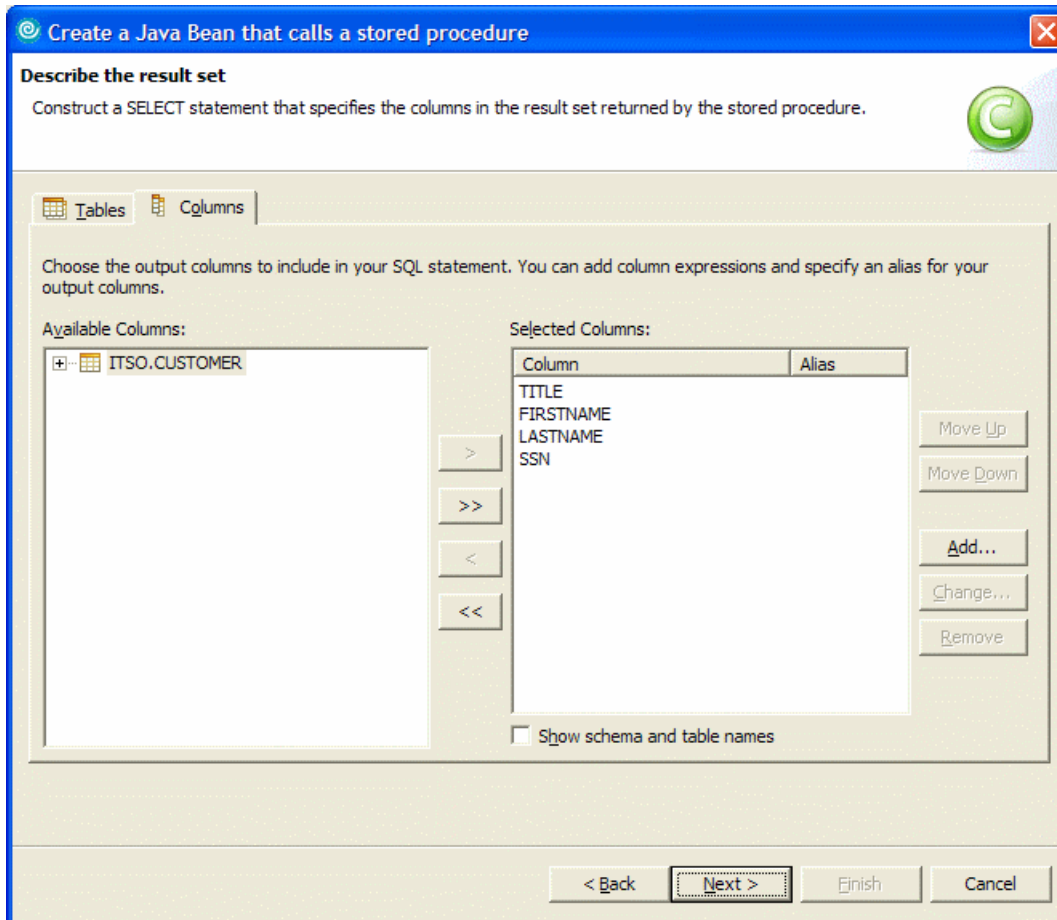 Create a Java Bean that calls a stored procedure
Describe the result set
Construct a SELECT statement that specifies the columns in the result set returned by the stored procedure.
Tables
Columns
Choose the output columns to include in your SQL statement. You can add column expressions and specify an alias for your
output columns.
Available Columns:
ITSO.CUSTOMER
>
>>
<
<<
Selected Columns:
Column Alias
TITLE
FIRSTNAME
LASTNAME
SSN
Show schema and table names
Move Up
Move Down
Add...
Change...
Remove
< Back
Next >
Finish
Cancel